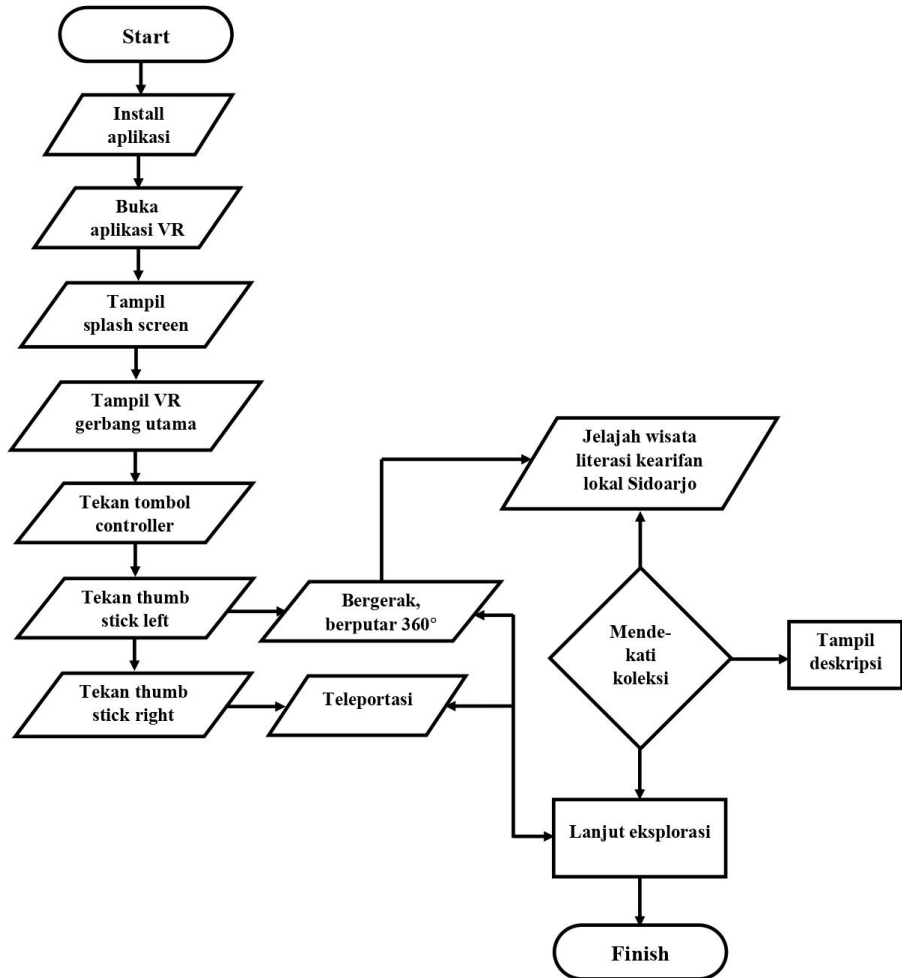 Start
Install
aplikasi
Buka
aplikasi VR
Tampil
splash screen
Tampil VR
gerbang utama
Tekan tombol
controller
Tekan thumb
stick left
Tekan thumb
stick right
Bergerak,
berputar 360°
Teleportasi
Jelajah wisata
literasi kearifan
lokal Sidoarjo
Mende-
kati
koleksi
Tampil
deskripsi
Lanjut eksplorasi
Finish